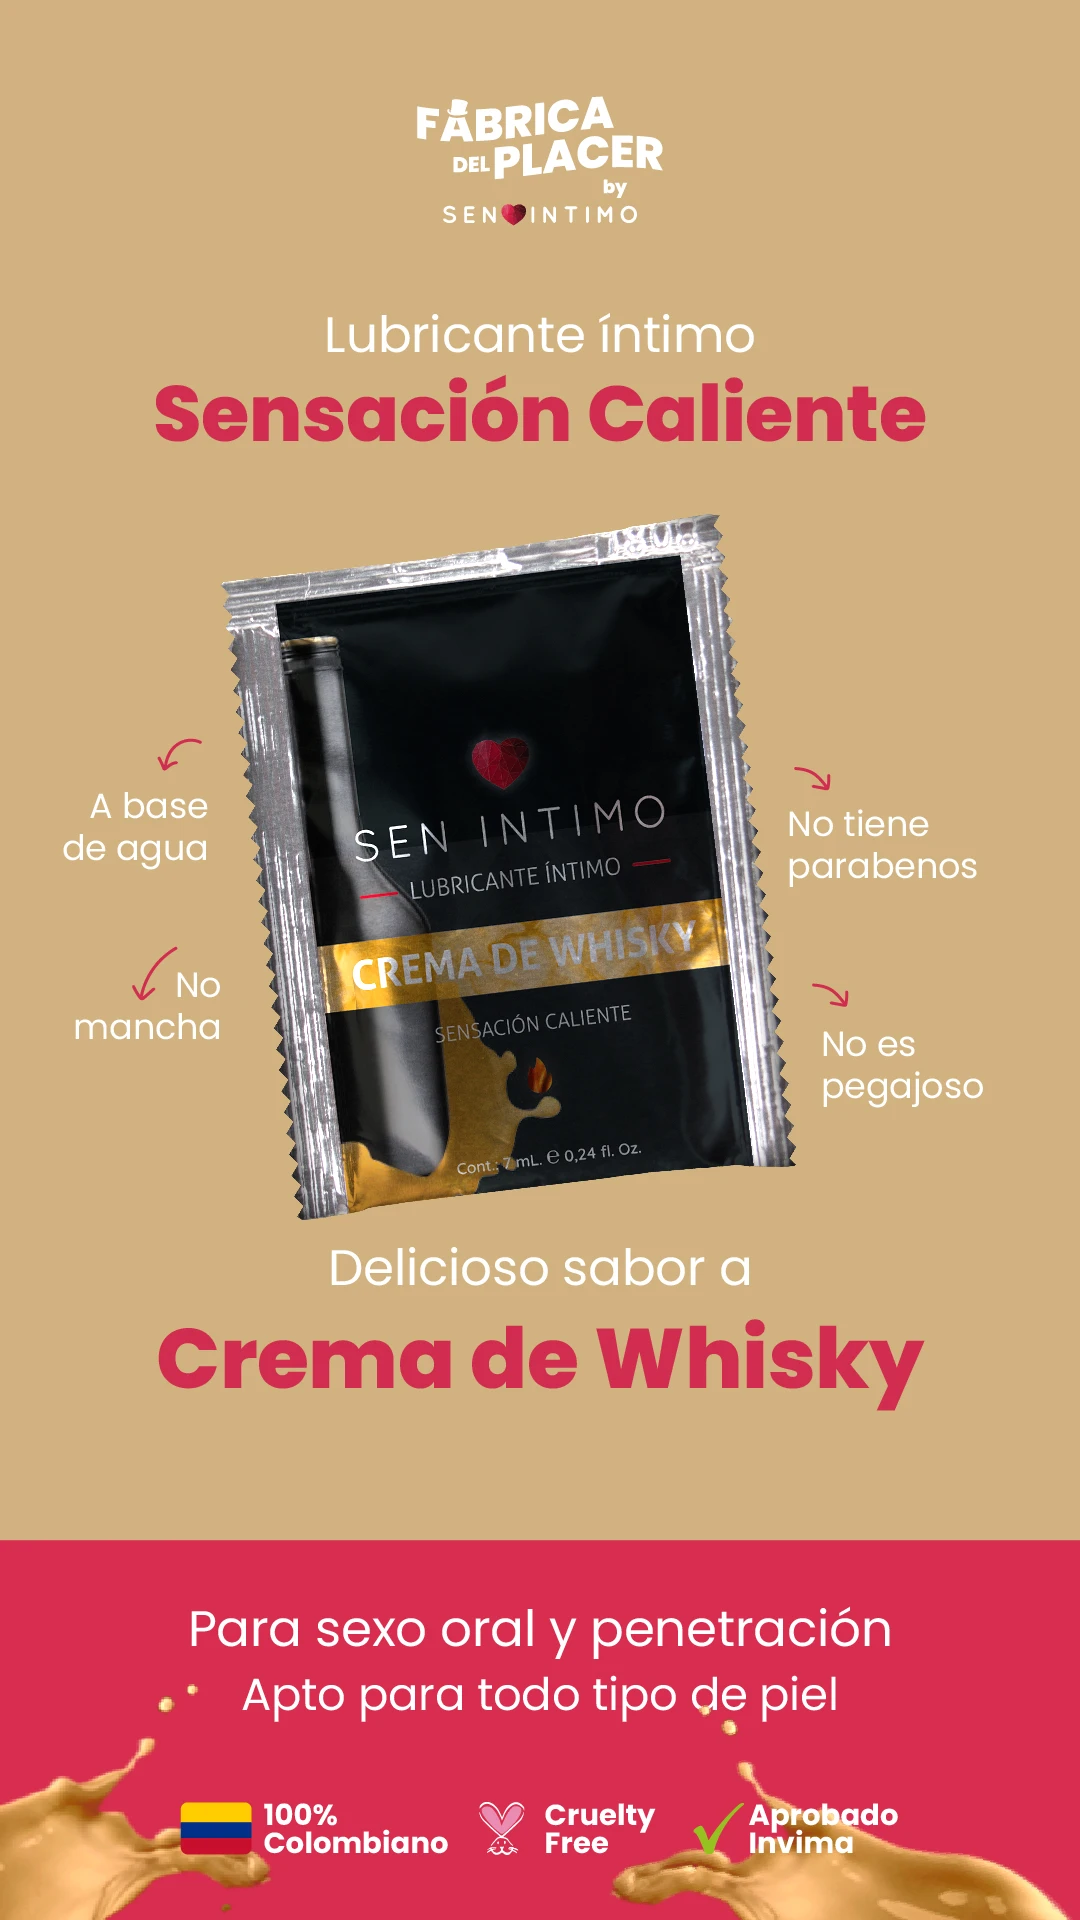 FÁBRICA
DEL PLACER
by
SEN INTIMO
Lubricante íntimo
Sensación Caliente
SEN INTIMO
LUBRICANTE ÍNTIMO
CREMA DE WHISKY
SENSACIÓN CALIENTE
Cont.: 7 mL. ℮ 0,24 fl. Oz.
A base
de agua
No
mancha
No tiene
parabenos
No es
pegajoso
Delicioso sabor a
Crema de Whisky
Para sexo oral y penetración
Apto para todo tipo de piel
100%
Colombiano
Cruelty
Free
Aprobado
Invima